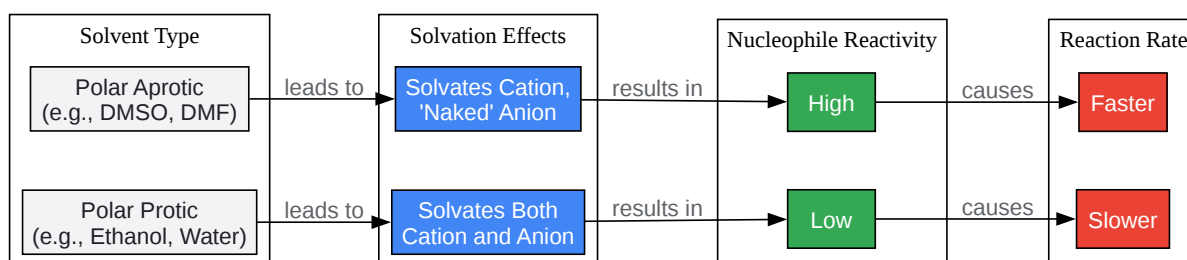 Solvent Type
Solvation Effects
Nucleophile Reactivity
Reaction Rate
Polar Aprotic
(e.g., DMSO, DMF)
leads to
Solvates Cation,
'Naked' Anion
results in
High
causes
Faster
Polar Protic
(e.g., Ethanol, Water)
leads to
Solvates Both
Cation and Anion
results in
Low
causes
Slower